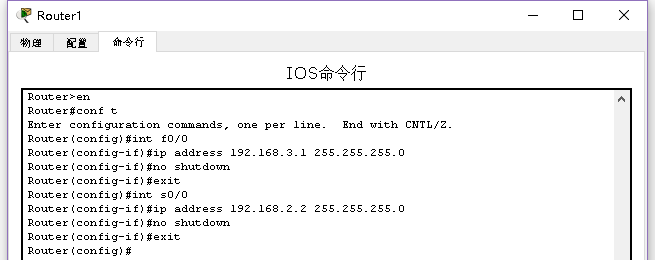 Router1
物理 配置 命令行
IOS命令行
Router>en
Router#conf t
Enter configuration commands, one per line.  End with CNTL/Z.
Router(config)#int f0/0
Router(config-if)#ip address 192.168.3.1 255.255.255.0
Router(config-if)#no shutdown
Router(config-if)#exit
Router(config)#int s0/0
Router(config-if)#ip address 192.168.2.2 255.255.255.0
Router(config-if)#no shutdown
Router(config-if)#exit
Router(config)#